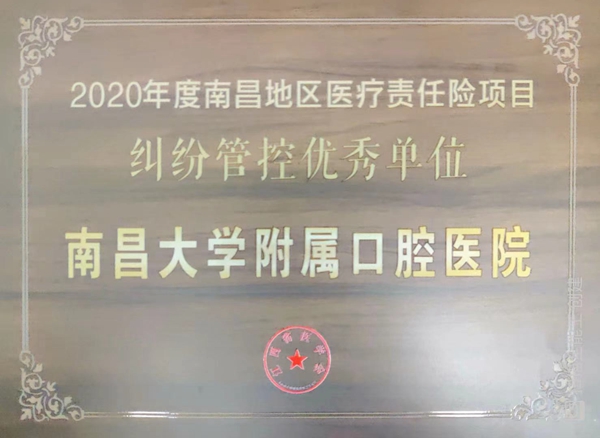 2020年度南昌地区医疗责任险项目
纠纷管控优秀单位
南昌大学附属口腔医院